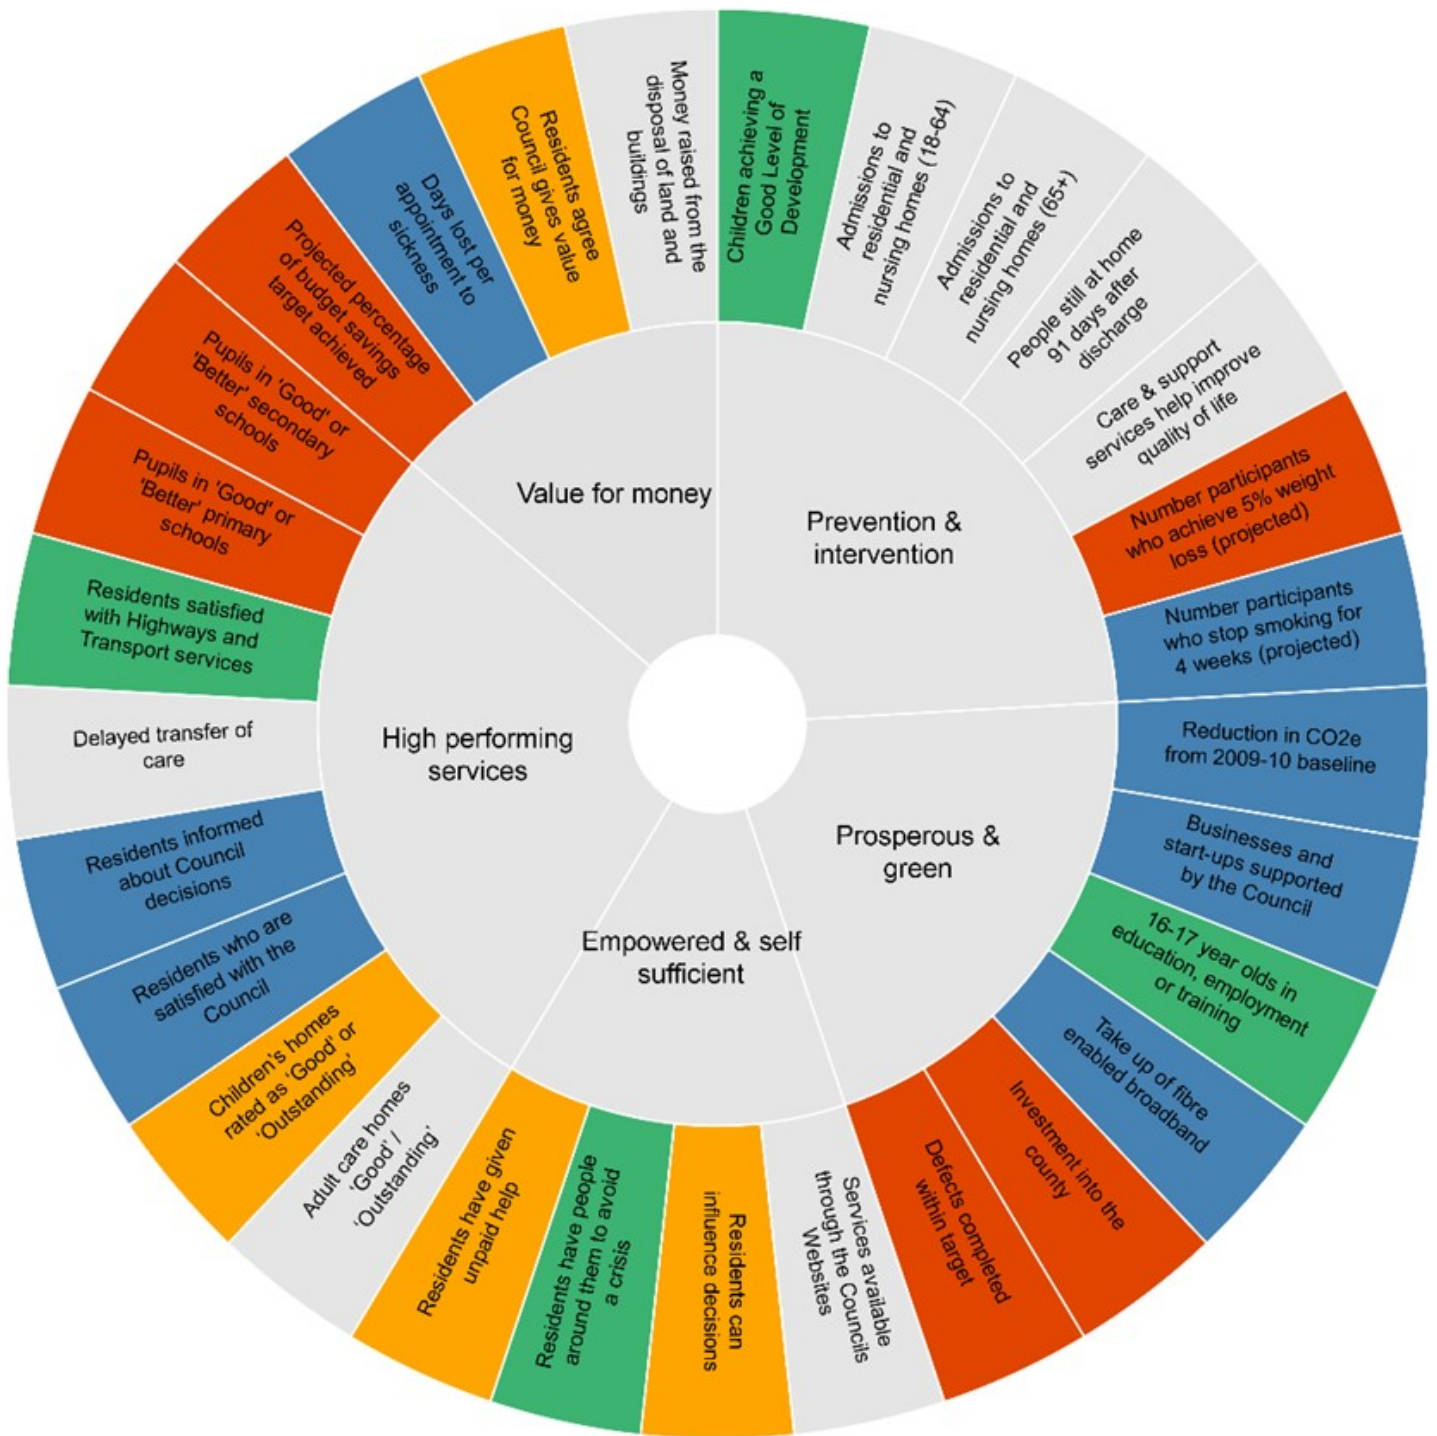 Children achieving a
Good Level of
Development
Admissions to
residential and
nursing homes (18-64)
Admissions to
residential and
nursing homes (65+)
People still at home
91 days after
discharge
Care & support
services help improve
quality of life
Number participants
who achieve 5% weight
loss (projected)
Number participants
who stop smoking for
4 weeks (projected)
Reduction in CO2e
from 2009-10 baseline
Businesses and
start-ups supported
by the Council
16-17 year olds in
education, employment
or training
Take up of fibre
enabled broadband
Investment into the
county
Defects completed
within target
Services available
through the Councils
Websites
Residents can
influence decisions
Residents have people
around them to avoid
a crisis
Residents have given
unpaid help
Adult care homes
‘Good’ /
‘Outstanding’
Children’s homes
rated as ‘Good’ or
‘Outstanding’
Residents who are
satisfied with the
Council
Residents informed
about Council
decisions
Delayed transfer of
care
Residents satisfied
with Highways and
Transport services
Pupils in 'Good' or
'Better' primary
schools
Pupils in 'Good' or
'Better' secondary
schools
Projected percentage
of budget savings
target achieved
Days lost per
appointment to
sickness
Residents agree
Council gives value
for money
Money raised from the
disposal of land and
buildings
Value for money
Prevention &
intervention
Prosperous &
green
Empowered & self
sufficient
High performing
services